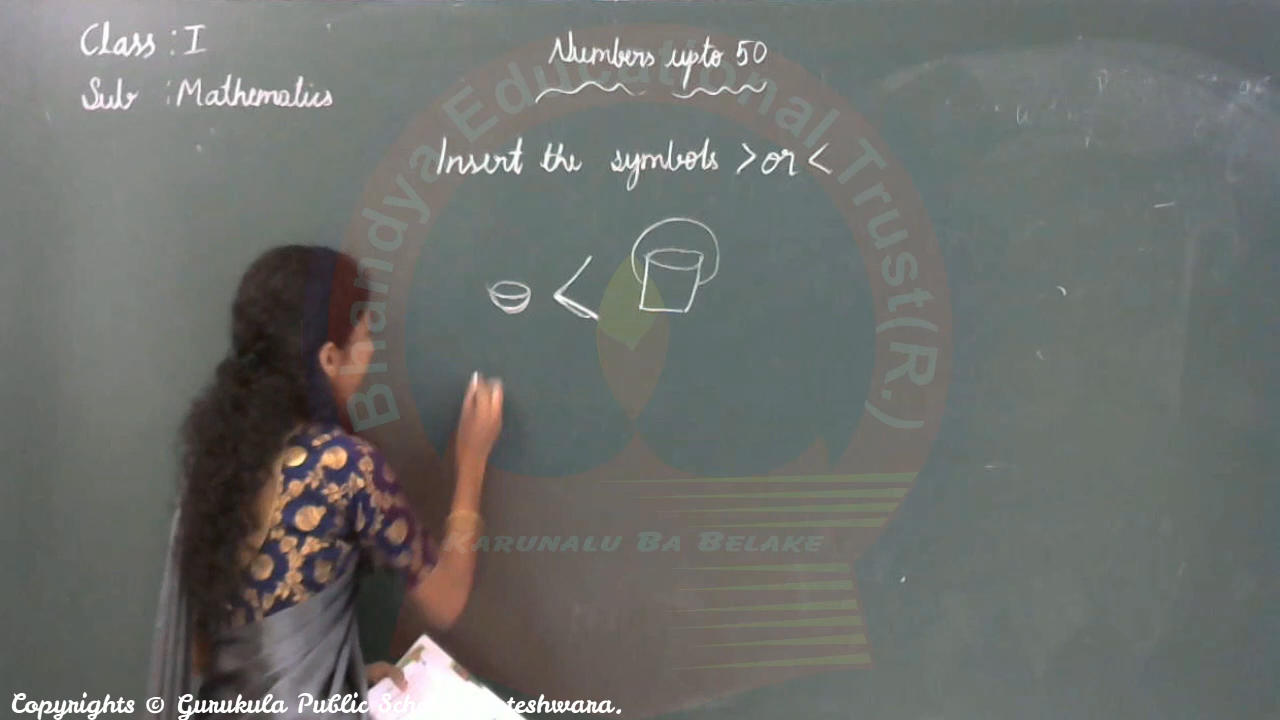 Class : I
Sub : Mathematics
Numbers upto 50
Insert the symbols > or <
<
Bhandya Educational Trust(R.)
KARUNALU BA BELAKE
Copyrights © Gurukula Public